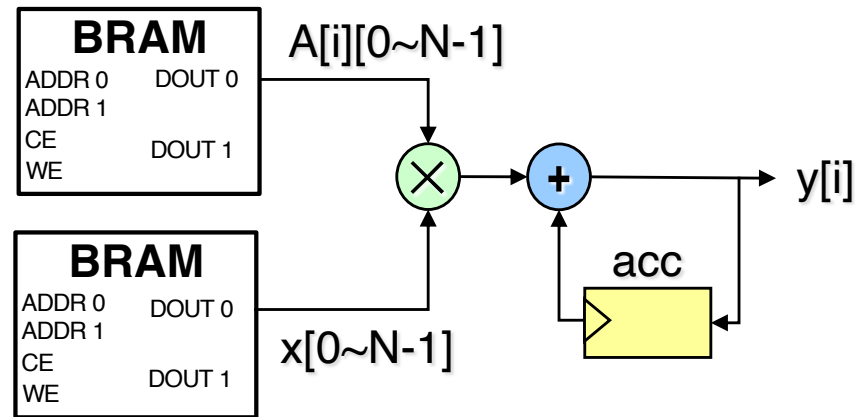 BRAM
ADDR 0 DOUT 0
ADDR 1
CE DOUT 1
WE
A[i][0~N-1]
× + y[i]
acc
BRAM
ADDR 0 DOUT 0
ADDR 1
CE DOUT 1
WE
x[0~N-1]